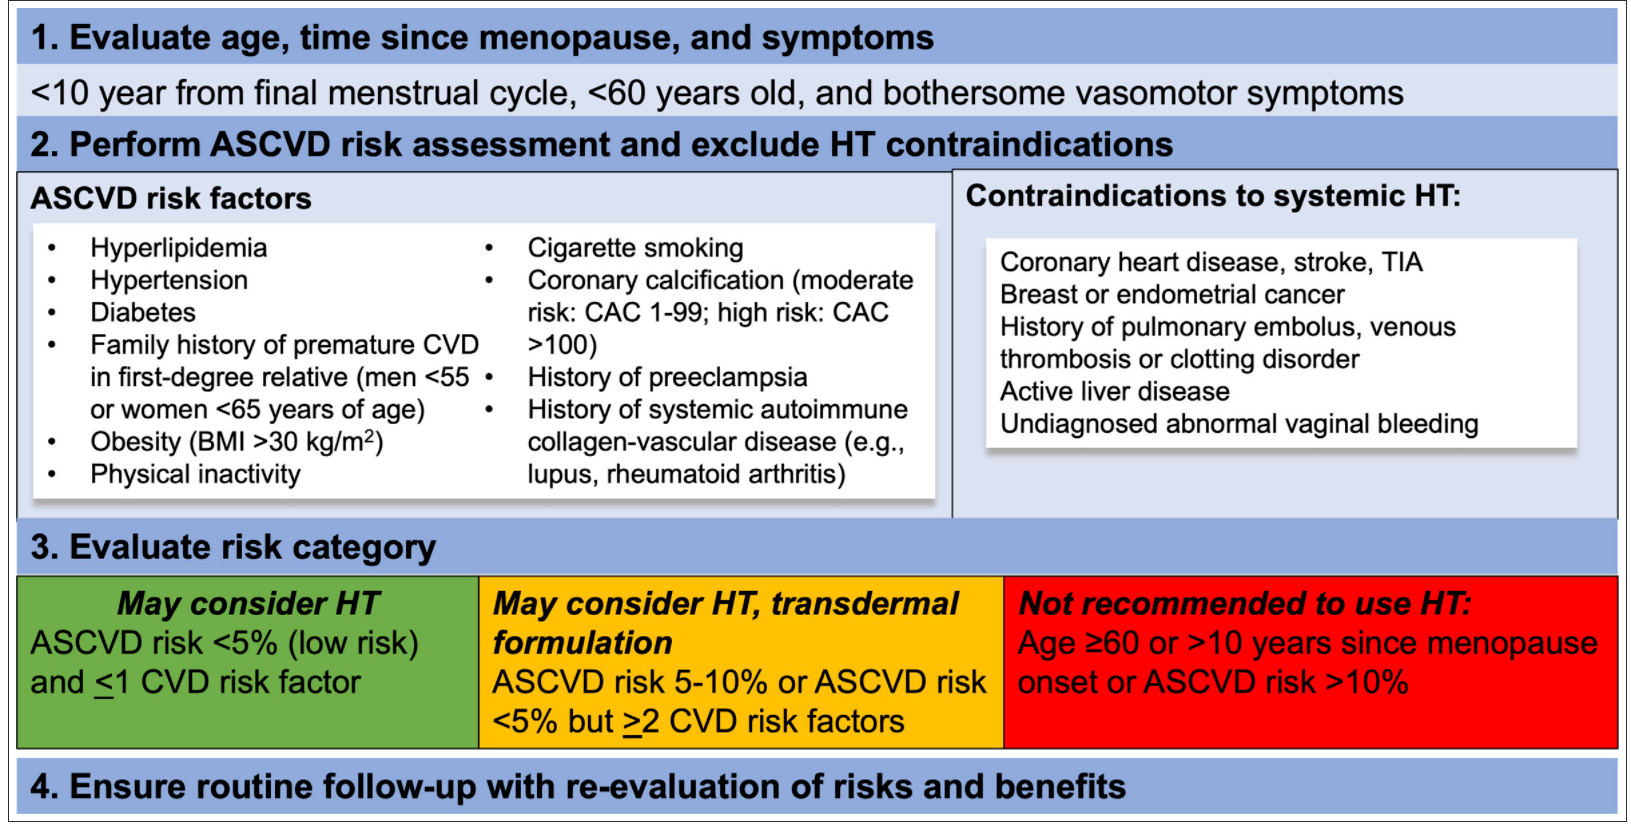 1. Evaluate age, time since menopause, and symptoms
<10 year from final menstrual cycle, <60 years old, and bothersome vasomotor symptoms
2. Perform ASCVD risk assessment and exclude HT contraindications
ASCVD risk factors
• Hyperlipidemia
• Hypertension
• Diabetes
• Family history of premature CVD
in first-degree relative (men <55
or women <65 years of age)
• Obesity (BMI >30 kg/m²)
• Physical inactivity
• Cigarette smoking
• Coronary calcification (moderate
risk: CAC 1-99; high risk: CAC
>100)
• History of preeclampsia
• History of systemic autoimmune
collagen-vascular disease (e.g.,
lupus, rheumatoid arthritis)
Contraindications to systemic HT:
Coronary heart disease, stroke, TIA
Breast or endometrial cancer
History of pulmonary embolus, venous
thrombosis or clotting disorder
Active liver disease
Undiagnosed abnormal vaginal bleeding
3. Evaluate risk category
May consider HT
ASCVD risk <5% (low risk)
and ≤1 CVD risk factor
May consider HT, transdermal
formulation
ASCVD risk 5-10% or ASCVD risk
<5% but ≥2 CVD risk factors
Not recommended to use HT:
Age ≥60 or >10 years since menopause
onset or ASCVD risk >10%
4. Ensure routine follow-up with re-evaluation of risks and benefits